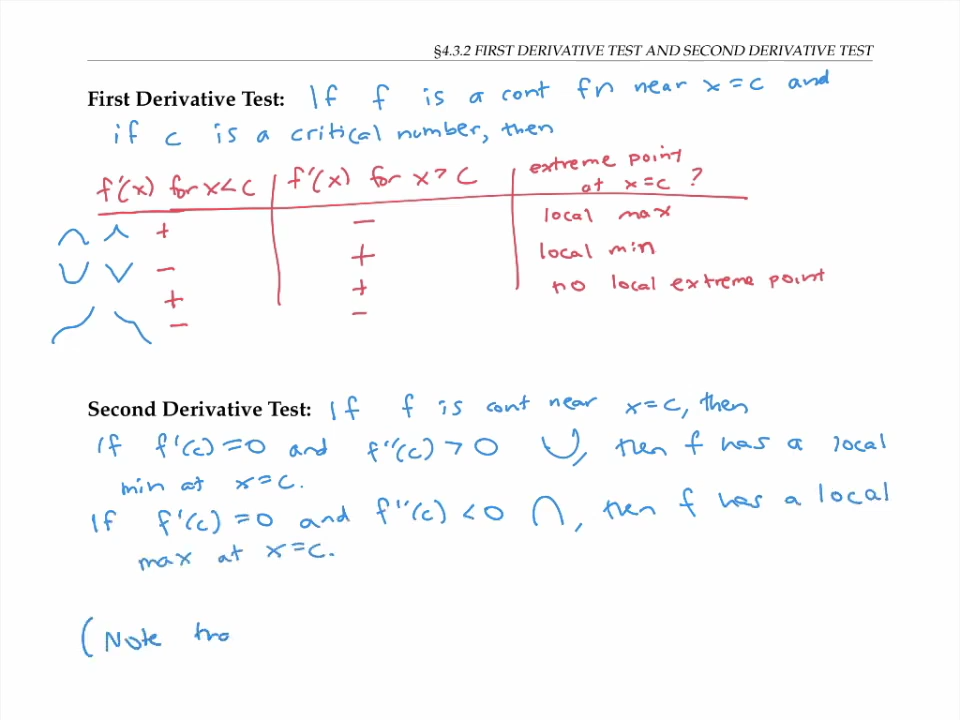 §4.3.2 FIRST DERIVATIVE TEST AND SECOND DERIVATIVE TEST
First Derivative Test: If f is a cont fn near x=c and
if c is a critical number, then
f'(x) for x<c f'(x) for x>c extreme point
at x=c ?
+ − local max
− + local min
+ + no local extreme point
− −
Second Derivative Test: If f is cont near x=c, then
If f'(c)=0 and f''(c)>0 ∪, then f has a local
min at x=c.
If f'(c)=0 and f''(c)<0 ∩, then f has a local
max at x=c.
(Note